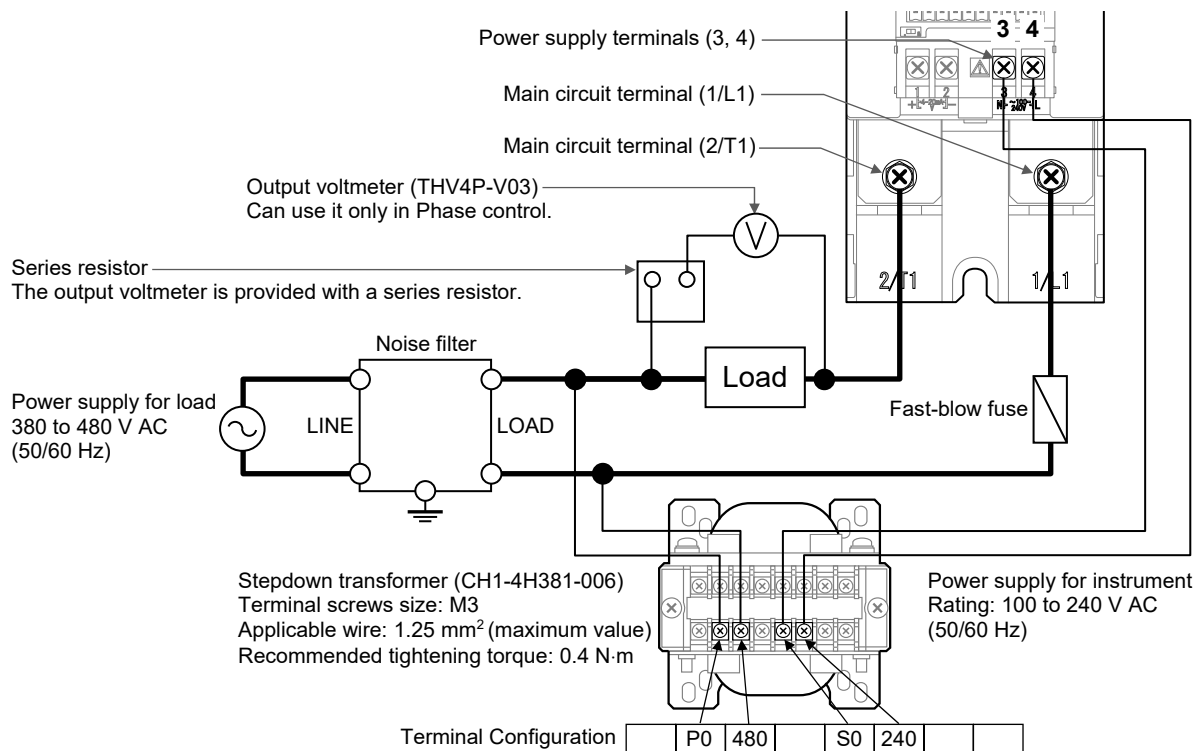 3 4
Power supply terminals (3, 4)
1 2 3 4
Main circuit terminal (1/L1)
Main circuit terminal (2/T1)
Output voltmeter (THV4P-V03)
Can use it only in Phase control.
V
Series resistor
The output voltmeter is provided with a series resistor.
2/T1 1/L1
Noise filter
Load
Power supply for load
380 to 480 V AC
(50/60 Hz)
LINE LOAD
Fast-blow fuse
Stepdown transformer (CH1-4H381-006)
Terminal screws size: M3
Applicable wire: 1.25 mm² (maximum value)
Recommended tightening torque: 0.4 N·m
Power supply for instrument
Rating: 100 to 240 V AC
(50/60 Hz)
Terminal Configuration P0 480 S0 240